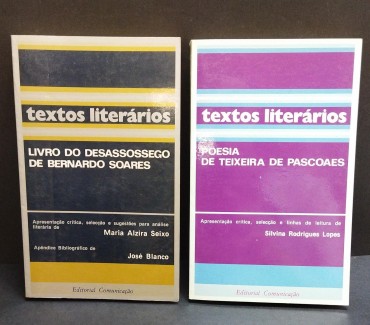 textos literários
LIVRO DO DESASSOSSEGO
DE BERNARDO SOARES
Apresentação crítica, selecção e sugestões para análise
literária de
Maria Alzira Seixo
Apêndice Bibliográfico de
José Blanco
Editorial Comunicação
textos literários
POESIA
DE TEIXEIRA DE PASCOAES
Apresentação crítica, selecção e linhas de leitura de
Silvina Rodrigues Lopes
Editorial Comunicação